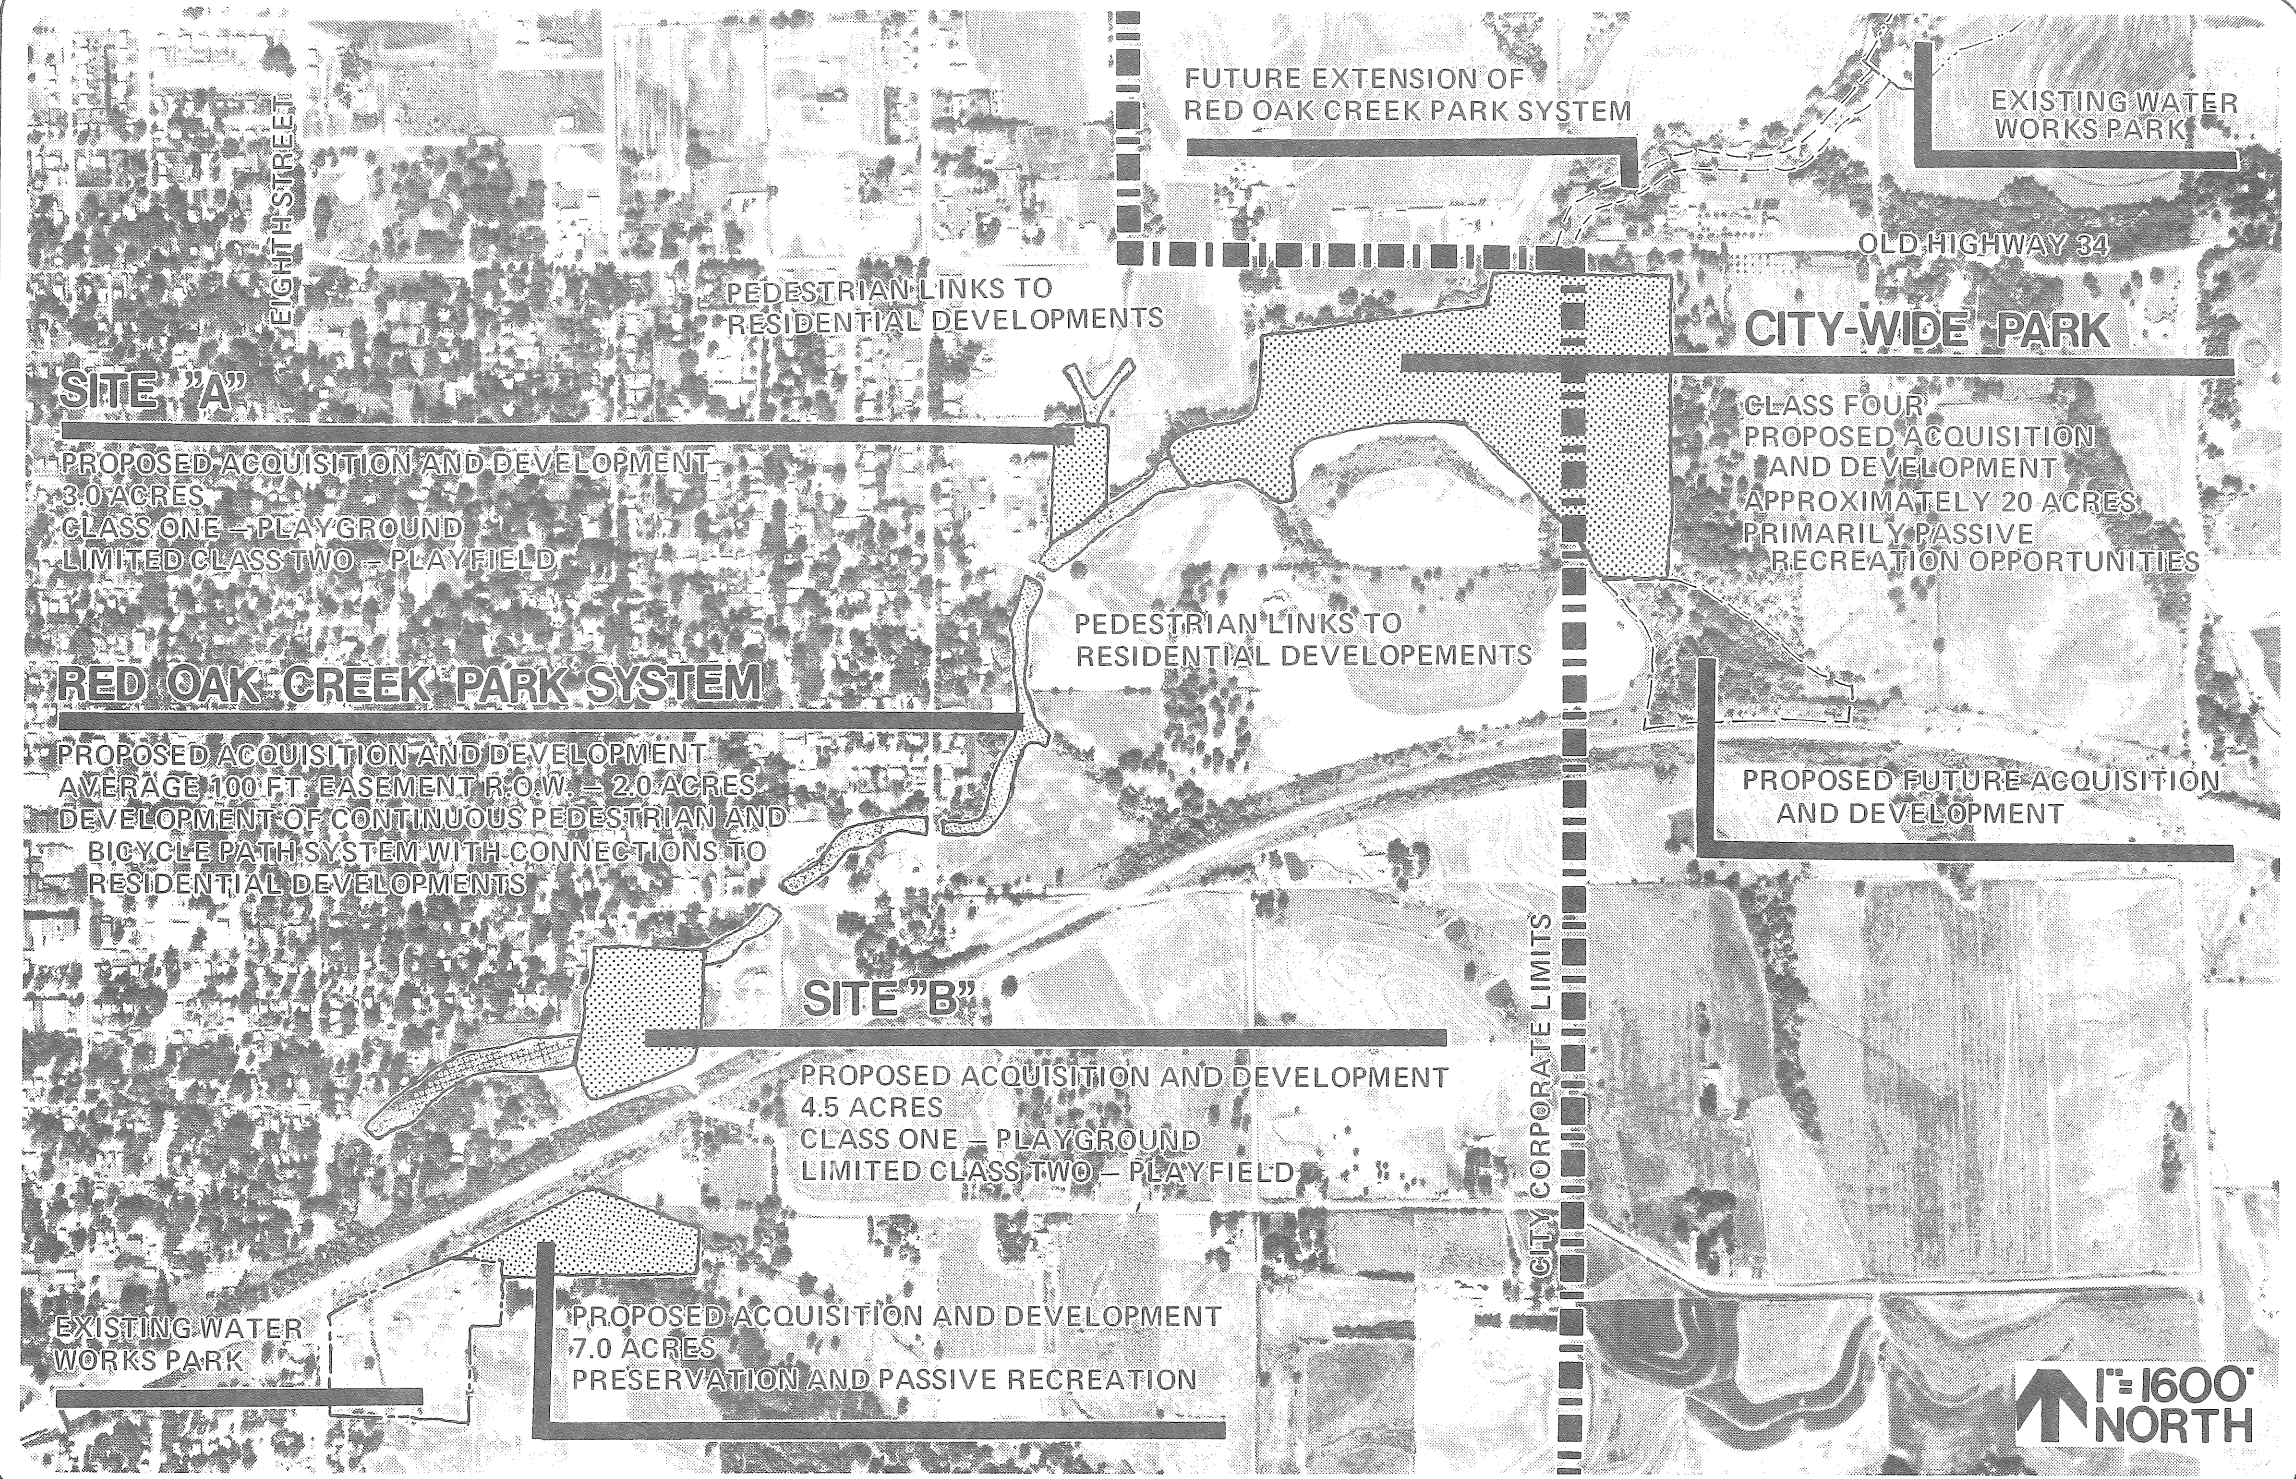 FUTURE EXTENSION OF
RED OAK CREEK PARK SYSTEM
EXISTING WATER
WORKS PARK
EIGHTH STREET
OLD HIGHWAY 34
PEDESTRIAN LINKS TO
RESIDENTIAL DEVELOPMENTS
CITY-WIDE PARK
CLASS FOUR
PROPOSED ACQUISITION
AND DEVELOPMENT
APPROXIMATELY 20 ACRES
PRIMARILY PASSIVE
RECREATION OPPORTUNITIES
SITE "A"
PROPOSED ACQUISITION AND DEVELOPMENT
3.0 ACRES
CLASS ONE – PLAYGROUND
LIMITED CLASS TWO – PLAYFIELD
PEDESTRIAN LINKS TO
RESIDENTIAL DEVELOPEMENTS
RED OAK CREEK PARK SYSTEM
PROPOSED ACQUISITION AND DEVELOPMENT
AVERAGE 100 FT. EASEMENT R.O.W. – 2.0 ACRES
DEVELOPMENT OF CONTINUOUS PEDESTRIAN AND
BICYCLE PATH SYSTEM WITH CONNECTIONS TO
RESIDENTIAL DEVELOPMENTS
PROPOSED FUTURE ACQUISITION
AND DEVELOPMENT
SITE "B"
PROPOSED ACQUISITION AND DEVELOPMENT
4.5 ACRES
CLASS ONE – PLAYGROUND
LIMITED CLASS TWO – PLAYFIELD
CITY CORPORATE LIMITS
EXISTING WATER
WORKS PARK
PROPOSED ACQUISITION AND DEVELOPMENT
7.0 ACRES
PRESERVATION AND PASSIVE RECREATION
1"=1600'
NORTH